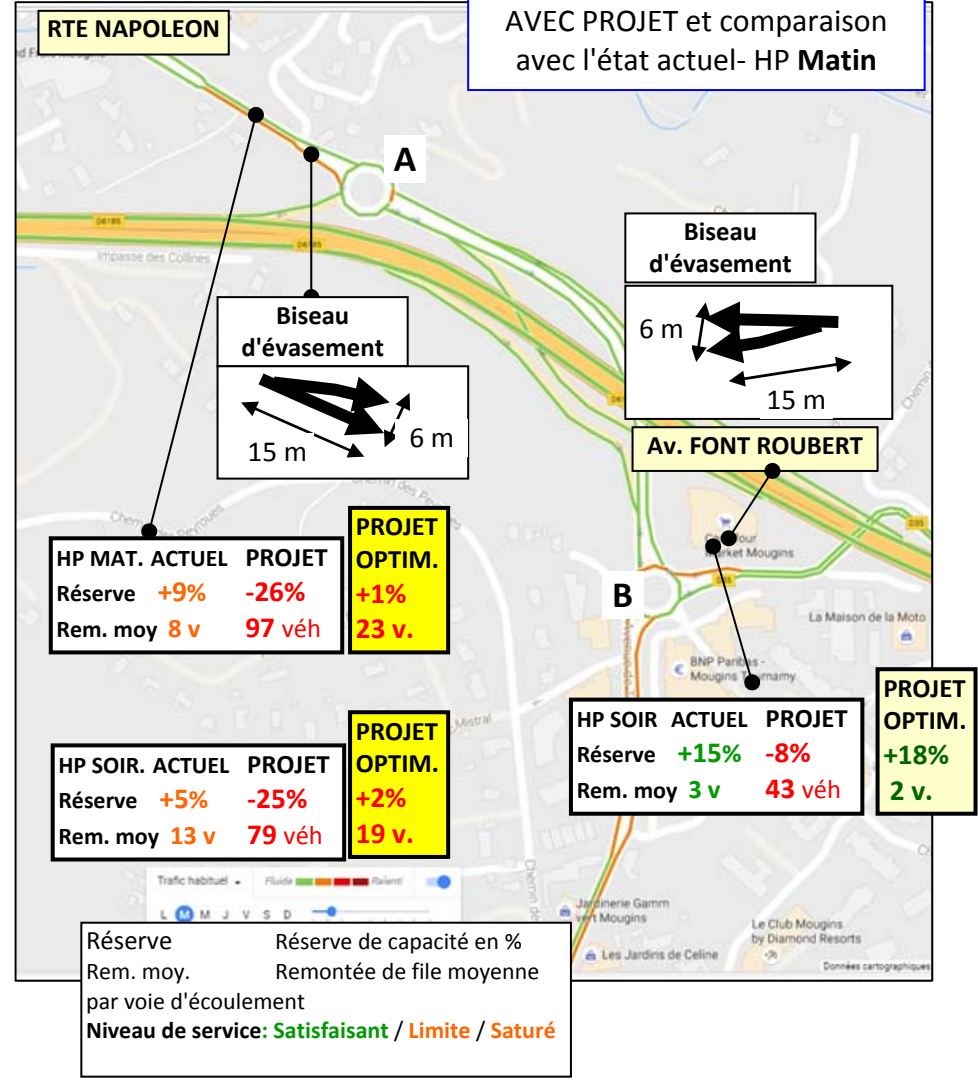 RTE NAPOLEON
AVEC PROJET et comparaison
avec l'état actuel- HP Matin
A
D6185
D6185
Impasse des Collines
Biseau
d'évasement
6 m
15 m
Biseau
d'évasement
15 m
6 m
Av. FONT ROUBERT
Market Mougins
D35
D35
B
La Maison de la Moto
BNP Paribas -
HP MAT. ACTUEL PROJET
Réserve +9% -26%
Rem. moy 8 v 97 véh
PROJET
OPTIM.
+1%
23 v.
HP SOIR ACTUEL PROJET
Réserve +15% -8%
Rem. moy 3 v 43 véh
PROJET
OPTIM.
+18%
2 v.
HP SOIR. ACTUEL PROJET
Réserve +5% -25%
Rem. moy 13 v 79 véh
PROJET
OPTIM.
+2%
19 v.
Trafic habituel
Fluide Ralenti
L M M J V S D
Jardinerie Gamm
vert Mougins
Les Jardins de Celine
Le Club Mougins
by Diamond Resorts
Données cartographiques
Réserve Réserve de capacité en %
Rem. moy. Remontée de file moyenne
par voie d'écoulement
Niveau de service: Satisfaisant / Limite / Saturé